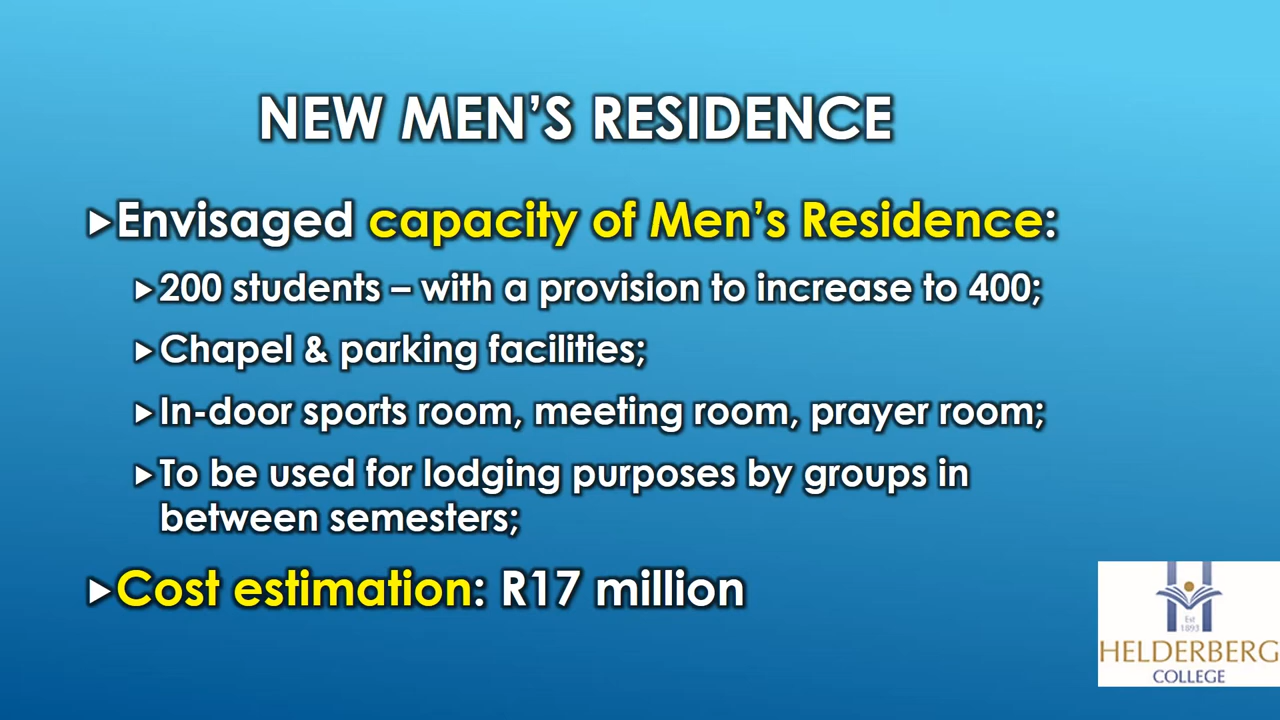 NEW MEN’S RESIDENCE
Envisaged capacity of Men’s Residence:
200 students – with a provision to increase to 400;
Chapel & parking facilities;
In-door sports room, meeting room, prayer room;
To be used for lodging purposes by groups in
between semesters;
Cost estimation: R17 million
Est
1893
HELDERBERG
COLLEGE